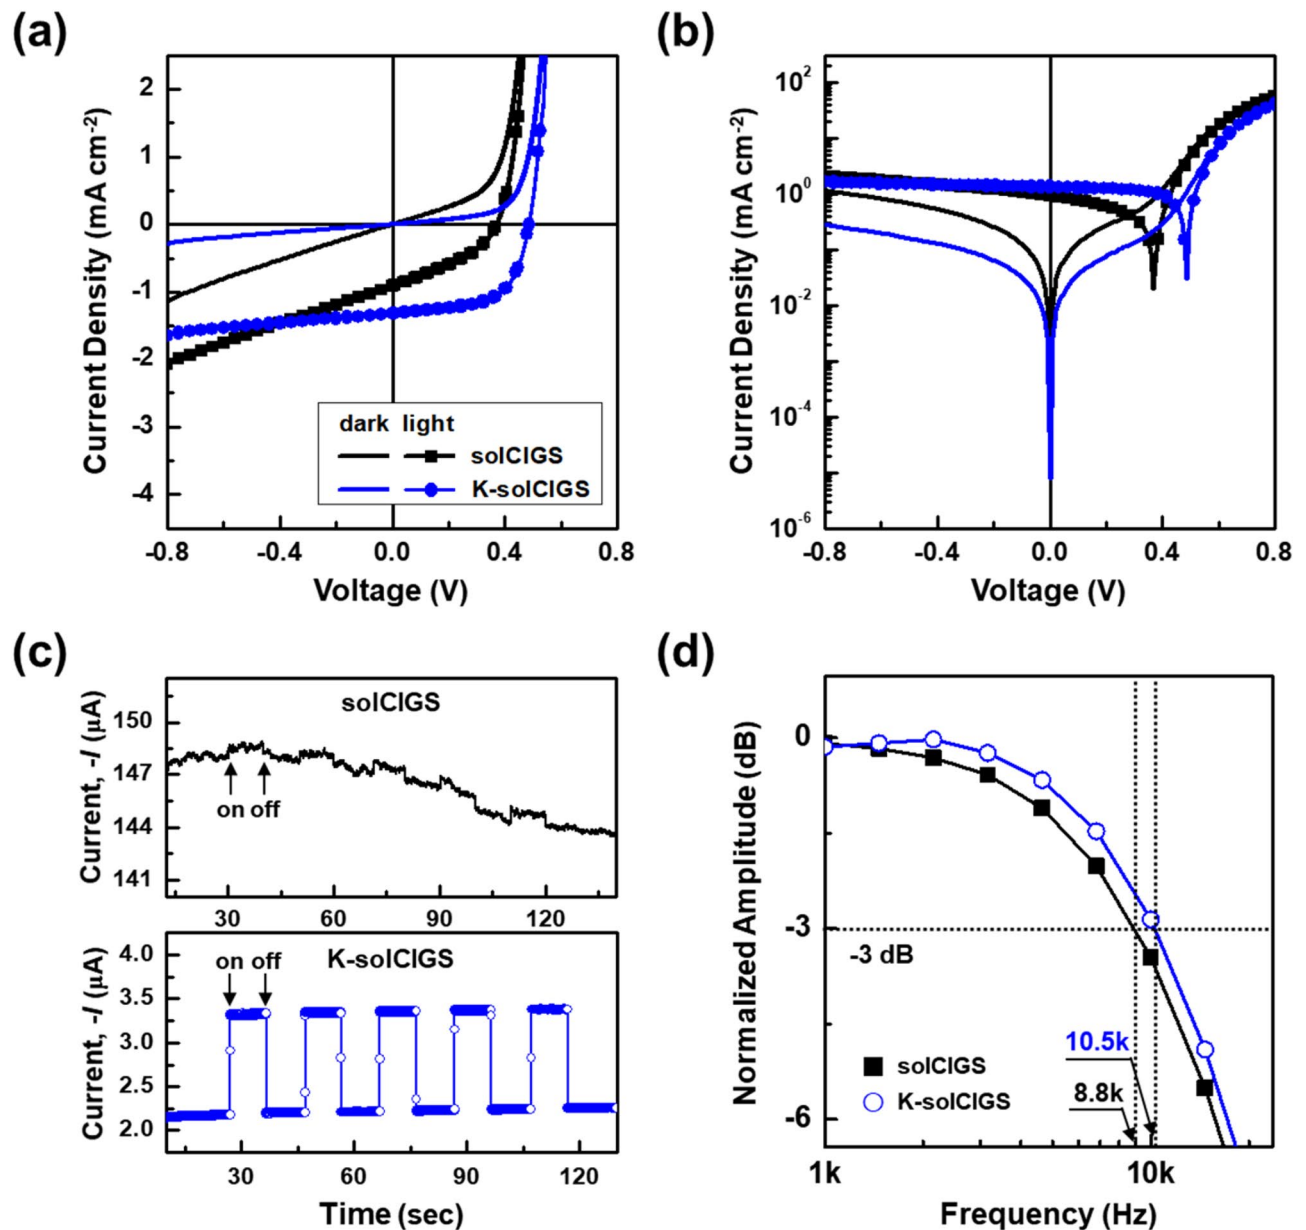 (a)
Current Density (mA cm⁻²)
2
1
0
-1
-2
-3
-4
dark light
solCIGS
K-solCIGS
-0.8 -0.4 0.0 0.4 0.8
Voltage (V)
(b)
Current Density (mA cm⁻²)
10²
10⁰
10⁻²
10⁻⁴
10⁻⁶
-0.8 -0.4 0.0 0.4 0.8
Voltage (V)
(c)
Current, -I (μA)
150
147
144
141
solCIGS
on off
30 60 90 120
Current, -I (μA)
4.0
3.5
3.0
2.5
2.0
on off K-solCIGS
30 60 90 120
Time (sec)
(d)
Normalized Amplitude (dB)
0
-3
-6
-3 dB
10.5k
8.8k
solCIGS
K-solCIGS
1k 10k
Frequency (Hz)